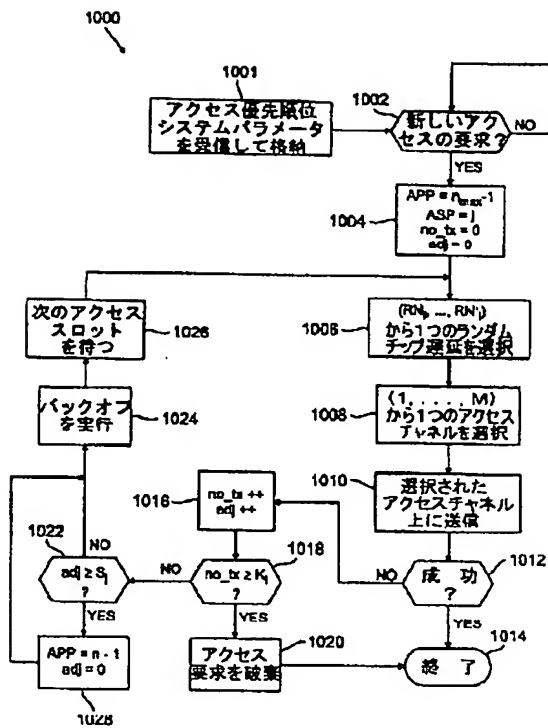 1000
1001
アクセス優先順位
システムパラメータ
を受信して格納
1002
新しいアク
セスの要求?
NO
YES
1004
ASP = j
no_tx = 0
adj = 0
1006
から1つのランダム
チップ遅延を選択
1008
(1, . . . . , M)
から1つのアクセス
チャネルを選択
1010
選択された
アクセスチャネル
上に送信
1012
成 功
?
NO
YES
1014
終 了
1016
no_tx ++
adj ++
1018
no_tx ≥ Ki
?
NO
YES
1020
アクセス
要求を破棄
1022
adj ≥ Sj
?
NO
YES
1028
APP = n - 1
adj = 0
1024
バックオフ
を実行
1026
次のアクセス
スロット
を待つ